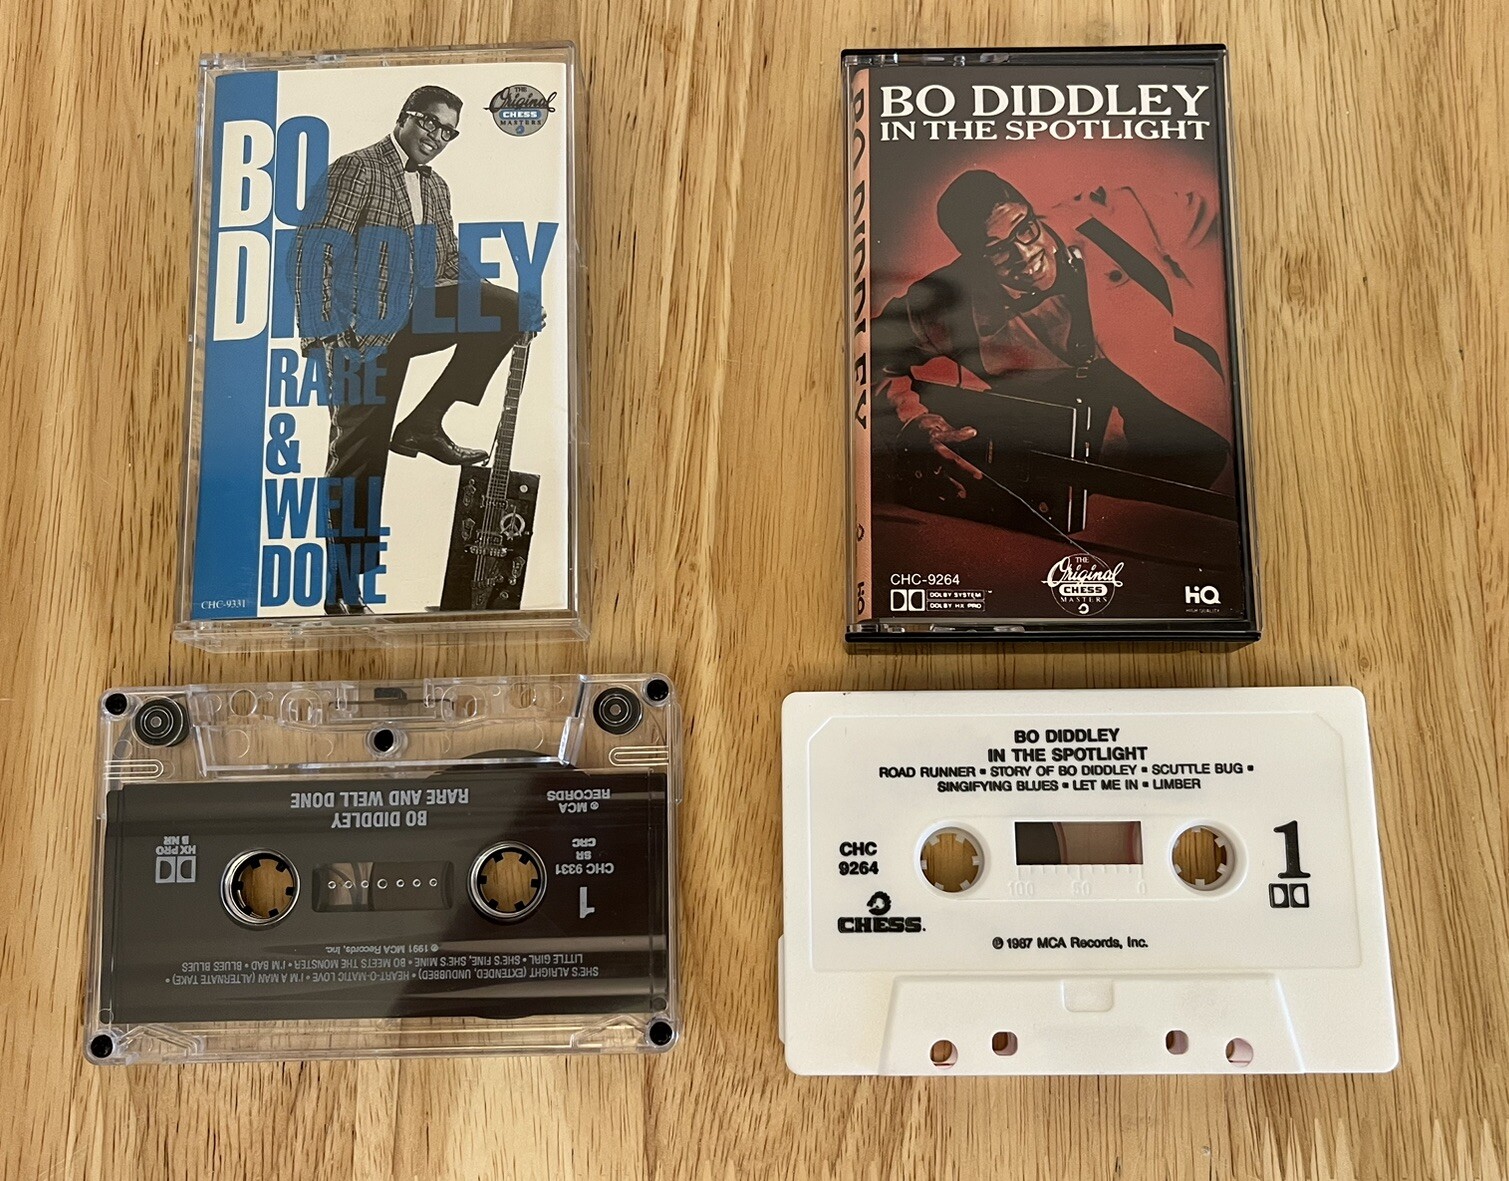 BO
DIDDLEY
RARE
&
WELL
DONE
CHC-9331
THE
Original
CHESS
MASTERS
BO DIDDLEY
IN THE SPOTLIGHT
BO DIDDLEY
HQ
CHC-9264
DOLBY SYSTEM
DOLBY HX PRO
THE
Original
CHESS
MASTERS
HQ
HIGH QUALITY
BO DIDDLEY
RARE AND WELL DONE
℗ MCA
RECORDS
CHC 9331
SR
CRC
1
HX PRO
B NR
℗ 1991 MCA Records, Inc.
SHE'S ALRIGHT (EXTENDED, UNDUBBED) • HEART-O-MATIC LOVE • I'M A MAN (ALTERNATE TAKE) •
LITTLE GIRL • SHE'S FINE, SHE'S MINE • BO MEETS THE MONSTER • I'M BAD • BLUES BLUES
BO DIDDLEY
IN THE SPOTLIGHT
ROAD RUNNER ▪ STORY OF BO DIDDLEY ▪ SCUTTLE BUG ▪
SINGIFYING BLUES ▪ LET ME IN ▪ LIMBER
CHC
9264
1
100 50 0
CHESS.
℗ 1987 MCA Records, Inc.